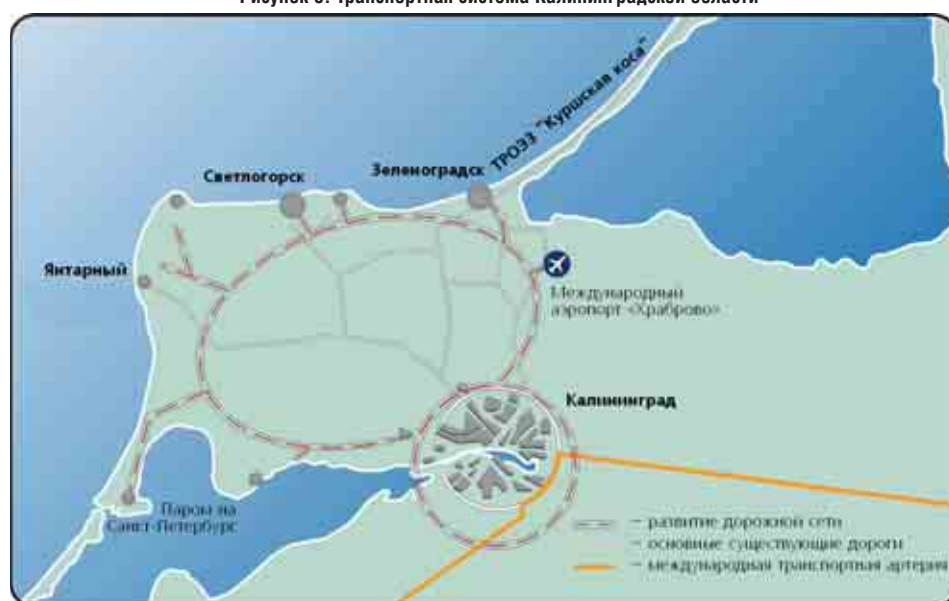 Рисунок 3. Транспортная система Калининградской области
ТРОЭЗ "Куршская коса"
Зеленоградск
Светлогорск
Янтарный
Международный
аэропорт «Храброво»
Калининград
Паром на
Санкт-Петербург
– развитие дорожной сети
– основные существующие дороги
– международная транспортная артерия